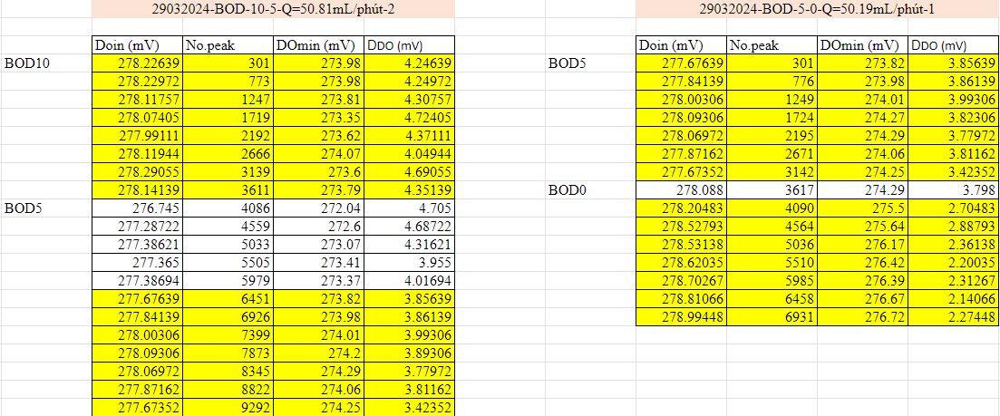 29032024-BOD-10-5-Q=50.81mL/phút-2 29032024-BOD-5-0-Q=50.19mL/phút-1
Doin (mV) No.peak DOmin (mV) DDO (mV) Doin (mV) No.peak DOmin (mV) DDO (mV)
BOD10 278.22639 301 273.98 4.24639 BOD5 277.67639 301 273.82 3.85639
278.22972 773 273.98 4.24972 277.84139 776 273.98 3.86139
278.11757 1247 273.81 4.30757 278.00306 1249 274.01 3.99306
278.07405 1719 273.35 4.72405 278.09306 1724 274.27 3.82306
277.99111 2192 273.62 4.37111 278.06972 2195 274.29 3.77972
278.11944 2666 274.07 4.04944 277.87162 2671 274.06 3.81162
278.29055 3139 273.6 4.69055 277.67352 3142 274.25 3.42352
278.14139 3611 273.79 4.35139 BOD0 278.088 3617 274.29 3.798
BOD5 276.745 4086 272.04 4.705 278.20483 4090 275.5 2.70483
277.28722 4559 272.6 4.68722 278.52793 4564 275.64 2.88793
277.38621 5033 273.07 4.31621 278.53138 5036 276.17 2.36138
277.365 5505 273.41 3.955 278.62035 5510 276.42 2.20035
277.38694 5979 273.37 4.01694 278.70267 5985 276.39 2.31267
277.67639 6451 273.82 3.85639 278.81066 6458 276.67 2.14066
277.84139 6926 273.98 3.86139 278.99448 6931 276.72 2.27448
278.00306 7399 274.01 3.99306
278.09306 7873 274.2 3.89306
278.06972 8345 274.29 3.77972
277.87162 8822 274.06 3.81162
277.67352 9292 274.25 3.42352